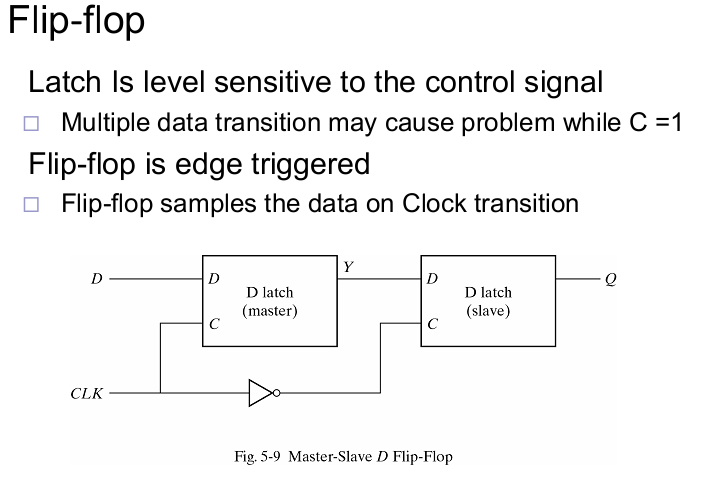 Flip-flop
Latch Is level sensitive to the control signal
Multiple data transition may cause problem while C =1
Flip-flop is edge triggered
Flip-flop samples the data on Clock transition
D
D
D latch
(master)
C
Y
D
D latch
(slave)
C
Q
CLK
Fig. 5-9 Master-Slave D Flip-Flop